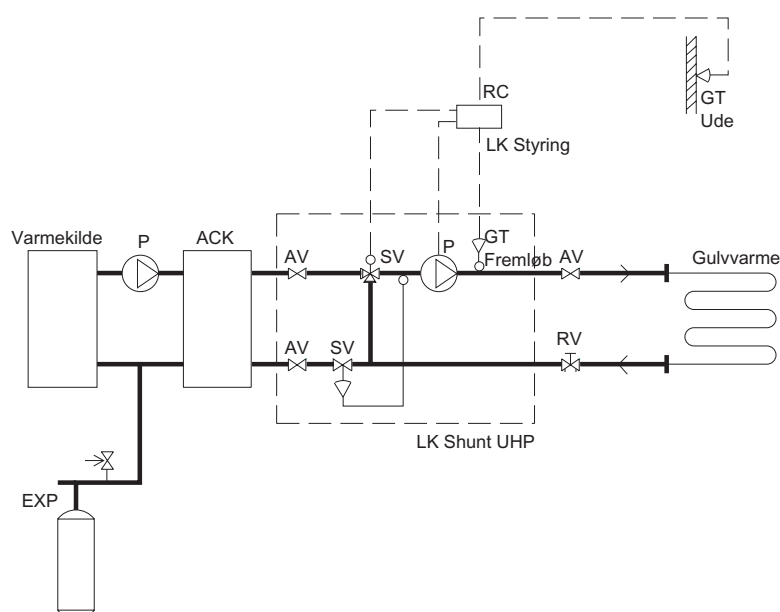 RC
GT
Ude
LK Styring
Varmekilde
P
ACK
AV
SV
P
GT
Fremløb
AV
Gulvvarme
AV
SV
RV
LK Shunt UHP
EXP